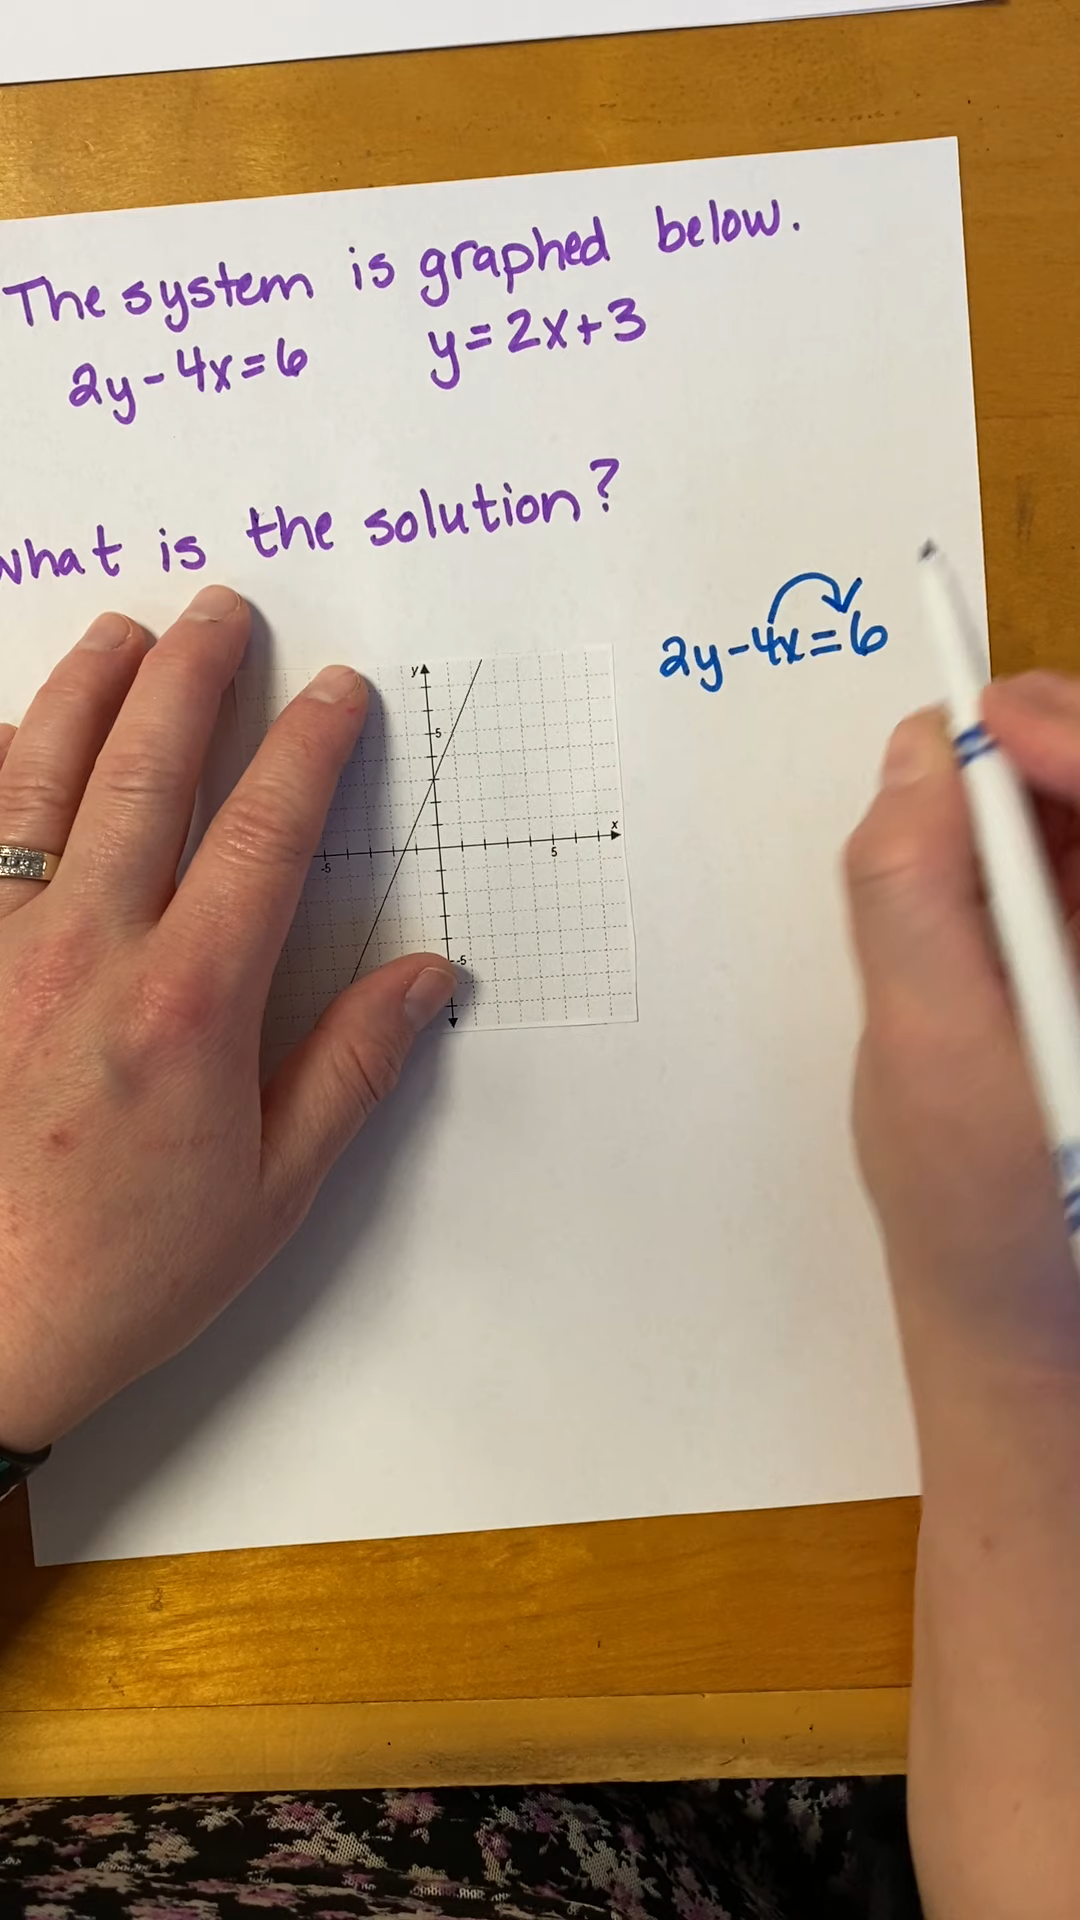 The system is graphed below.
2y-4x=6 y=2x+3
what is the solution?
2y-4x=6
y
5
x
-5 5
-5